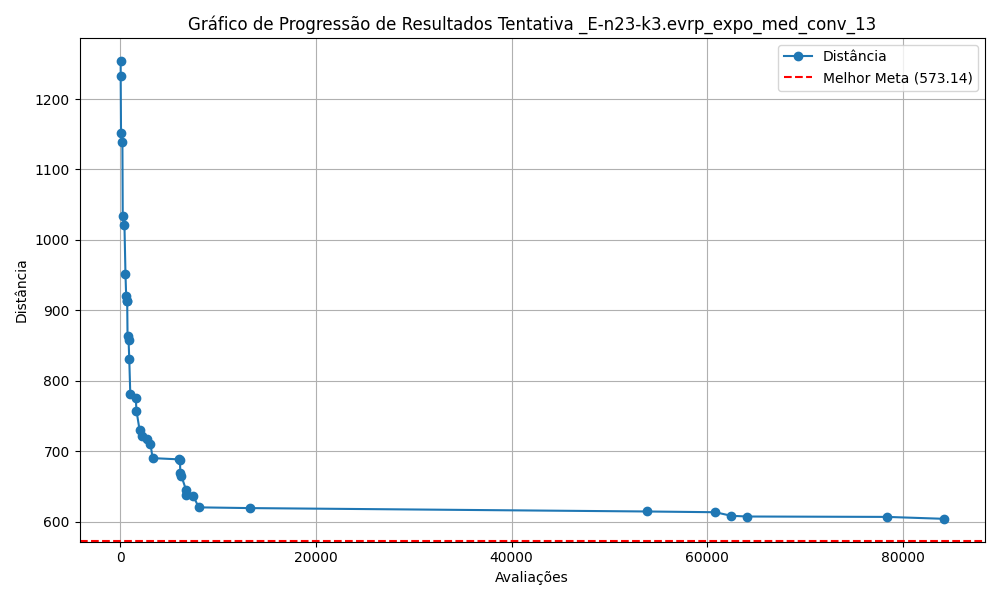 Gráfico de Progressão de Resultados Tentativa _E-n23-k3.evrp_expo_med_conv_13
Distância
Melhor Meta (573.14)
1200
1100
1000
900
800
700
600
Distância
0
20000
40000
60000
80000
Avaliações